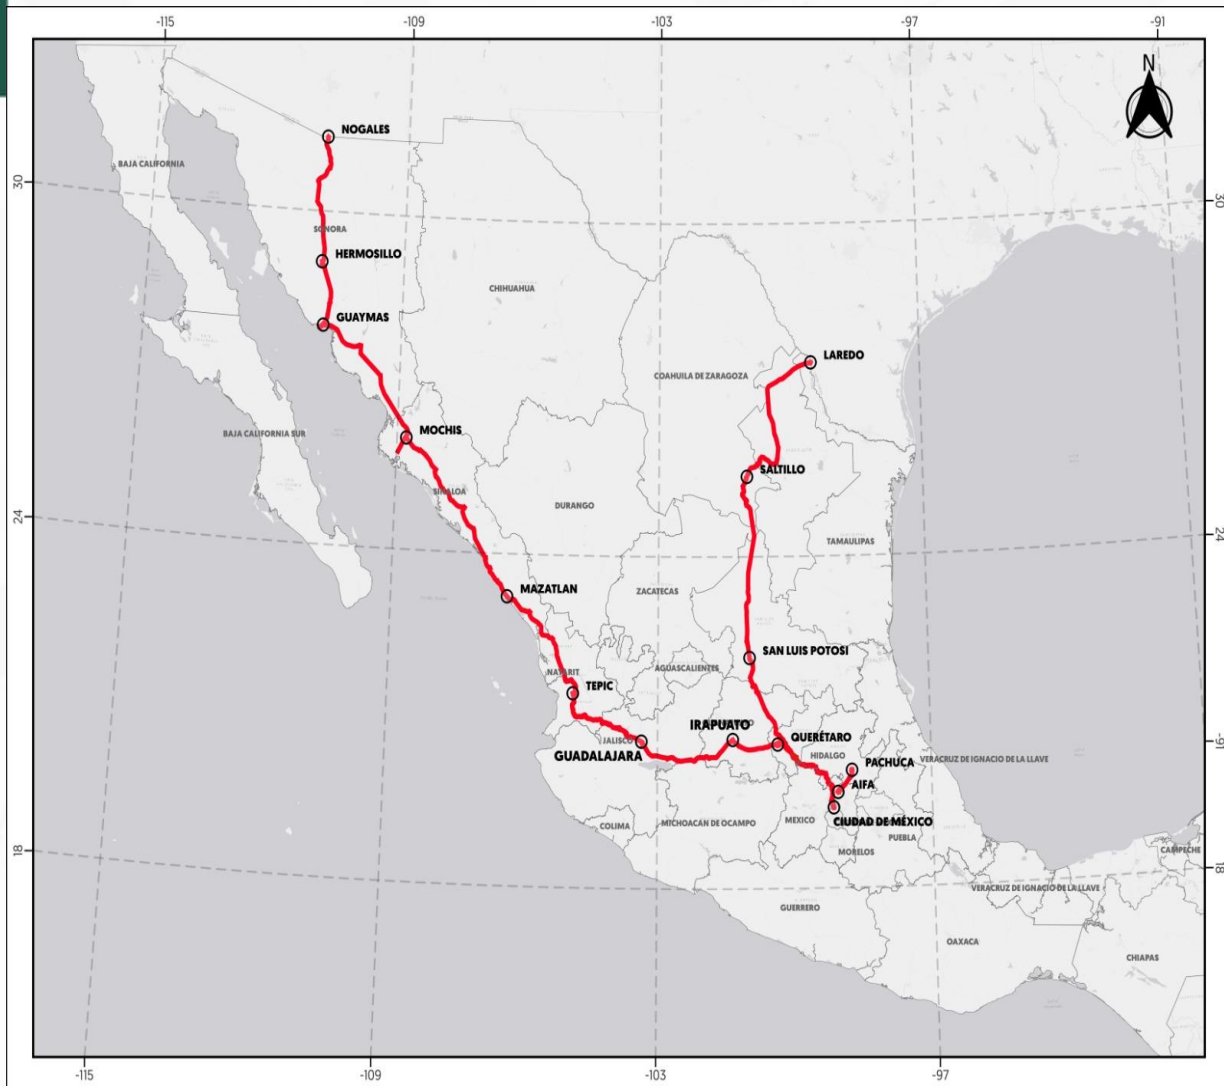 -115
-109
-103
-97
-91
N
NOGALES
BAJA CALIFORNIA
30
30
SONORA
HERMOSILLO
CHIHUAHUA
GUAYMAS
LAREDO
COAHUILA DE ZARAGOZA
MOCHIS
BAJA CALIFORNIA SUR
SALTILLO
SINALOA
DURANGO
24
24
TAMAULIPAS
MAZATLAN
ZACATECAS
SAN LUIS POTOSI
AGUASCALIENTES
NAYARIT
TEPIC
IRAPUATO
QUERÉTARO
JALISCO
GUADALAJARA
HIDALGO
VERACRUZ DE IGNACIO DE LA LLAVE
PACHUCA
AIFA
COLIMA
MICHOACÁN DE OCAMPO
MEXICO
CIUDAD DE MÉXICO
PUEBLA
18
MORELOS
CAMPECHE
18
VERACRUZ DE IGNACIO DE LA LLAVE
GUERRERO
OAXACA
CHIAPAS
-115
-109
-103
-97